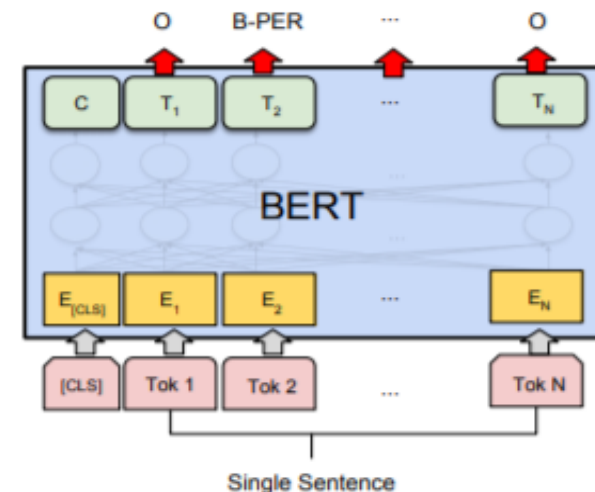 O B-PER ... O
C T1 T2 ... TN
...
BERT
...
E[CLS] E1 E2 ... EN
[CLS] Tok 1 Tok 2 ... Tok N
Single Sentence